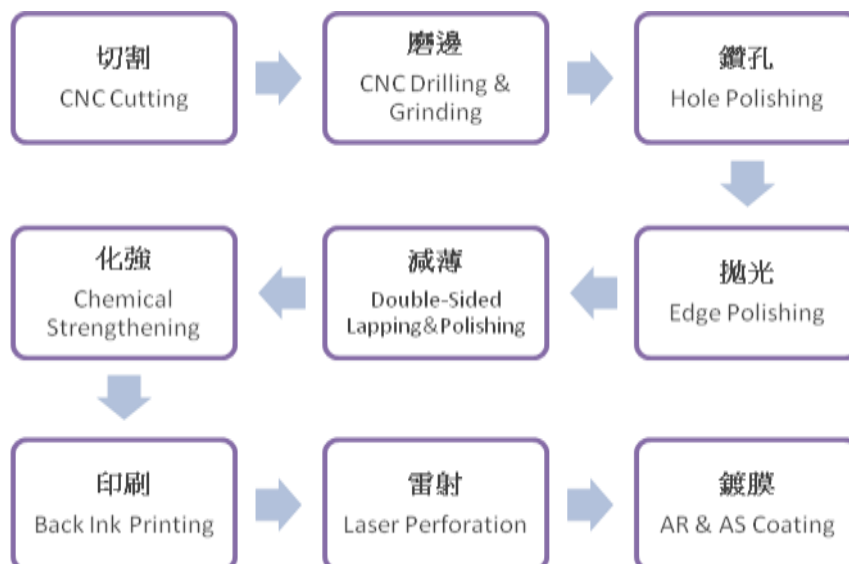 切割
CNC Cutting
磨邊
CNC Drilling &
Grinding
鑽孔
Hole Polishing
拋光
Edge Polishing
減薄
Double-Sided
Lapping&Polishing
化強
Chemical
Strengthening
印刷
Back Ink Printing
雷射
Laser Perforation
鍍膜
AR & AS Coating